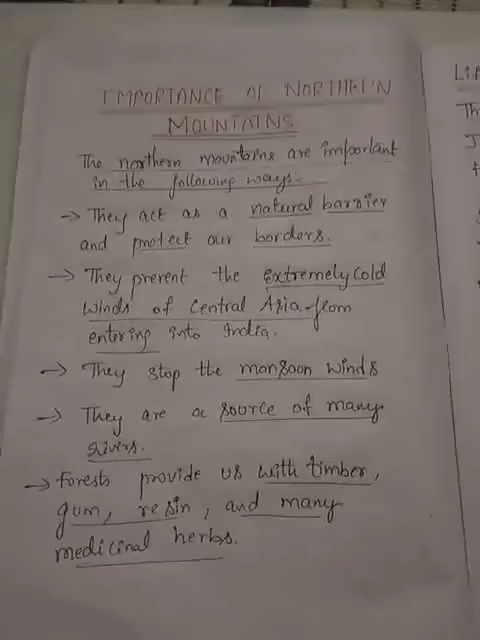 IMPORTANCE OF NORTHERN
MOUNTAINS
The northern mountains are important
in the following ways.
→ They act as a natural barrier
and protect our borders.
→ They prevent the extremely cold
winds of Central Asia from
entering into India.
→ They stop the monsoon winds
→ They are a source of many
rivers.
→ Forests provide us with timber,
gum, resin, and many
medicinal herbs.
Th